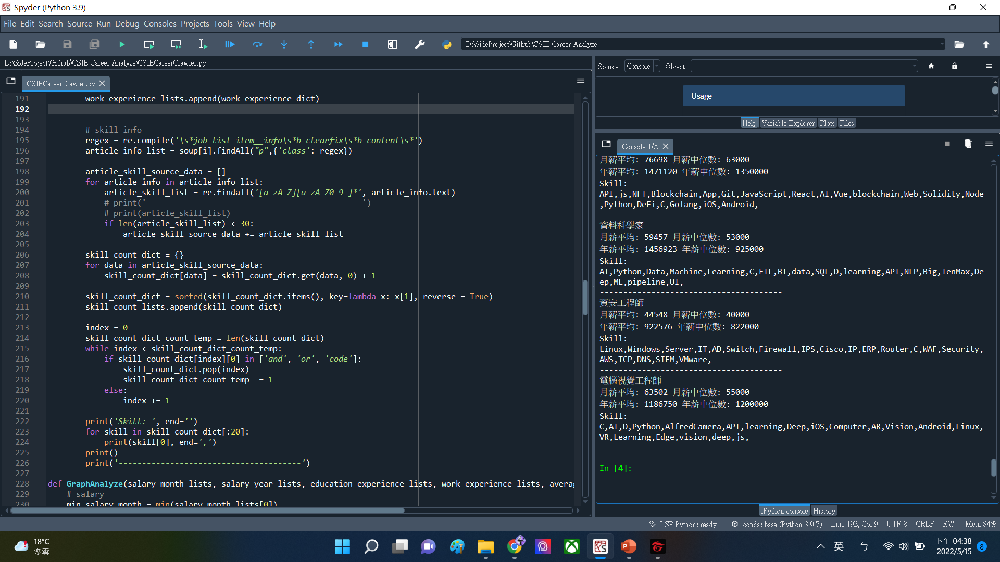 Spyder (Python 3.9)
File Edit Search Source Run Debug Consoles Projects Tools View Help
D:\SideProject\Github\CSIE Career Analyze
D:\SideProject\Github\CSIE Career Analyze\CSIECareerCrawler.py
CSIECareerCrawler.py
191 work_experience_lists.append(work_experience_dict)
192
193
194 # skill info
195 regex = re.compile('\s*job-list-item__info\s*b-clearfix\s*b-content\s*')
196 article_info_list = soup[i].findAll("p",{'class': regex})
197
198 article_skill_source_data = []
199 for article_info in article_info_list:
200 article_skill_list = re.findall('[a-zA-Z][a-zA-Z0-9-]*', article_info.text)
201 # print('----------------------------------------------')
202 # print(article_skill_list)
203 if len(article_skill_list) < 30:
204 article_skill_source_data += article_skill_list
205
206 skill_count_dict = {}
207 for data in article_skill_source_data:
208 skill_count_dict[data] = skill_count_dict.get(data, 0) + 1
209
210 skill_count_dict = sorted(skill_count_dict.items(), key=lambda x: x[1], reverse = True)
211 skill_count_lists.append(skill_count_dict)
212
213 index = 0
214 skill_count_dict_count_temp = len(skill_count_dict)
215 while index < skill_count_dict_count_temp:
216 if skill_count_dict[index][0] in ['and', 'or', 'code']:
217 skill_count_dict.pop(index)
218 skill_count_dict_count_temp -= 1
219 else:
220 index += 1
221
222 print('Skill: ', end='')
223 for skill in skill_count_dict[:20]:
224 print(skill[0], end=',')
225 print()
226 print('---------------------------------------')
227
228 def GraphAnalyze(salary_month_lists, salary_year_lists, education_experience_lists, work_experience_lists, averag
229 # salary
230 min_salary_month = min(salary_month_lists[0])
Source Console Object
Usage
Help Variable Explorer Plots Files
Console 1/A
月薪平均: 76698 月薪中位數: 63000
年薪平均: 1471120 年薪中位數: 1350000
Skill:
API,js,NFT,Blockchain,App,Git,JavaScript,React,AI,Vue,blockchain,Web,Solidity,Node
,Python,DeFi,C,Golang,iOS,Android,
---------------------------------------
資料科學家
月薪平均: 59457 月薪中位數: 53000
年薪平均: 1456923 年薪中位數: 925000
Skill:
AI,Python,Data,Machine,Learning,C,ETL,BI,data,SQL,D,learning,API,NLP,Big,TenMax,De
ep,ML,pipeline,UI,
---------------------------------------
資安工程師
月薪平均: 44548 月薪中位數: 40000
年薪平均: 922576 年薪中位數: 822000
Skill:
Linux,Windows,Server,IT,AD,Switch,Firewall,IPS,Cisco,IP,ERP,Router,C,WAF,Security,
AWS,TCP,DNS,SIEM,VMware,
---------------------------------------
電腦視覺工程師
月薪平均: 63502 月薪中位數: 55000
年薪平均: 1186750 年薪中位數: 1200000
Skill:
C,AI,D,Python,AlfredCamera,API,learning,Deep,iOS,Computer,AR,Vision,Android,Linux,
VR,Learning,Edge,vision,deep,js,
---------------------------------------
In [4]:
IPython console History
LSP Python: ready conda: base (Python 3.9.7) Line 192, Col 9 UTF-8 CRLF RW Mem 84%
18°C
多雲
英 ㄅ
下午 04:38
2022/5/15
8